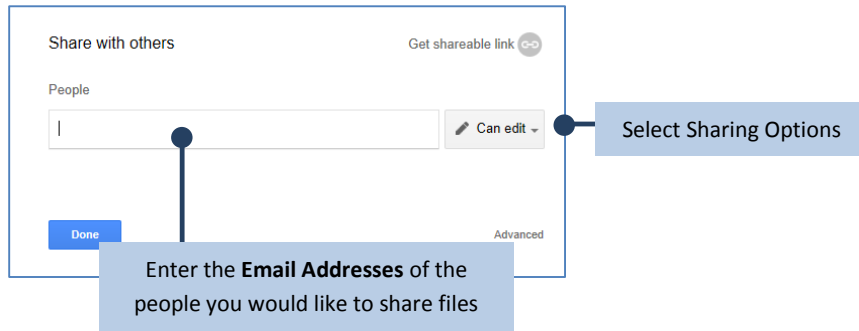 Share with others
Get shareable link
People
Can edit
Select Sharing Options
Done
Advanced
Enter the Email Addresses of the
people you would like to share files